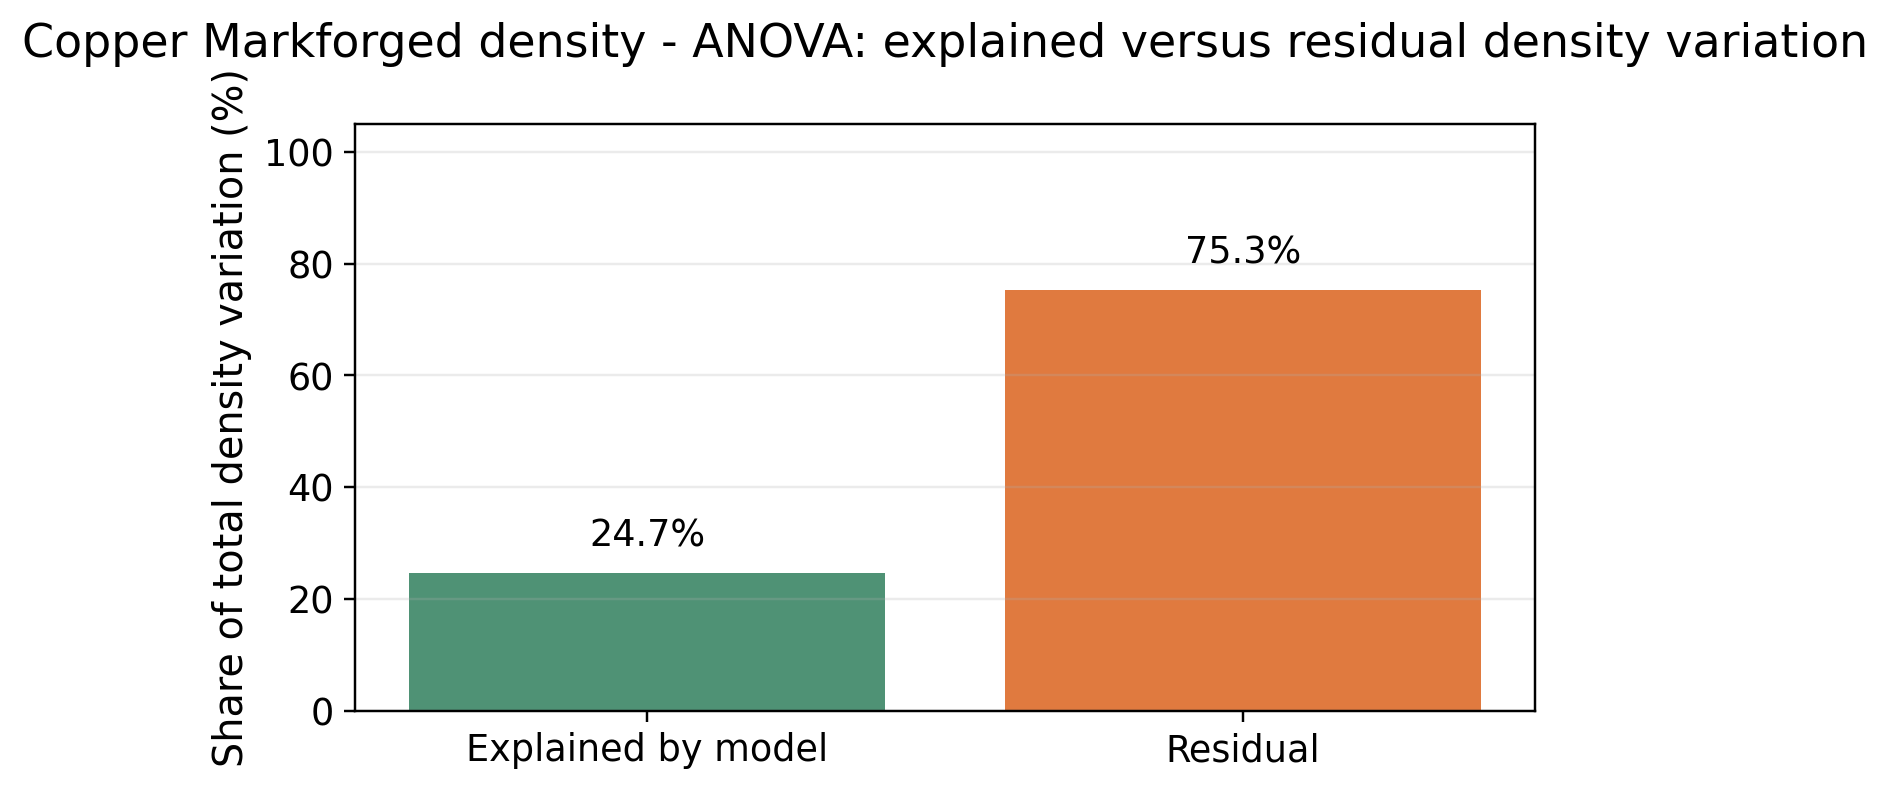 Copper Markforged density - ANOVA: explained versus residual density variation
Share of total density variation (%)
100
80
60
40
20
0
75.3%
24.7%
Explained by model
Residual